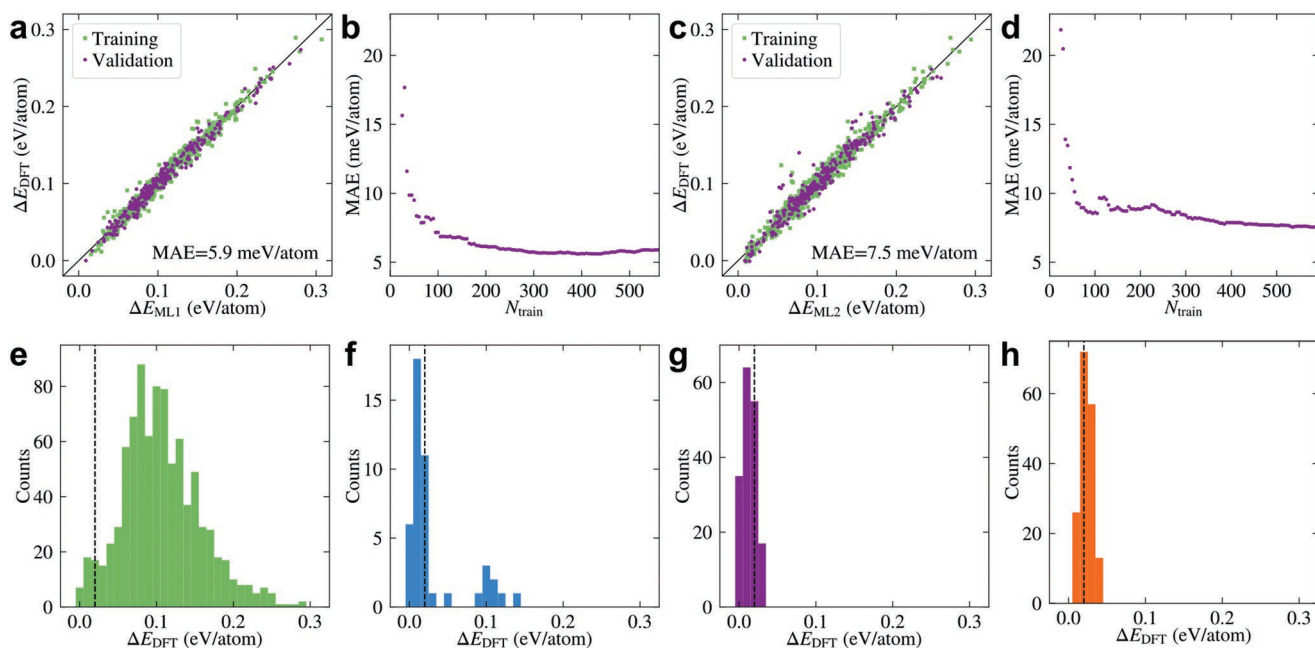 a
0.3
0.2
0.1
0.0
ΔE_DFT (eV/atom)
Training
Validation
MAE=5.9 meV/atom
0.0 0.1 0.2 0.3
ΔE_ML1 (eV/atom)
b
20
15
10
5
MAE (meV/atom)
0 100 200 300 400 500
N_train
c
0.3
0.2
0.1
0.0
ΔE_DFT (eV/atom)
Training
Validation
MAE=7.5 meV/atom
0.0 0.1 0.2 0.3
ΔE_ML2 (eV/atom)
d
20
15
10
5
MAE (meV/atom)
0 100 200 300 400 500
N_train
e
80
60
40
20
0
Counts
0.0 0.1 0.2 0.3
ΔE_DFT (eV/atom)
f
15
10
5
0
Counts
0.0 0.1 0.2 0.3
ΔE_DFT (eV/atom)
g
60
40
20
0
Counts
0.0 0.1 0.2 0.3
ΔE_DFT (eV/atom)
h
60
40
20
0
Counts
0.0 0.1 0.2 0.3
ΔE_DFT (eV/atom)